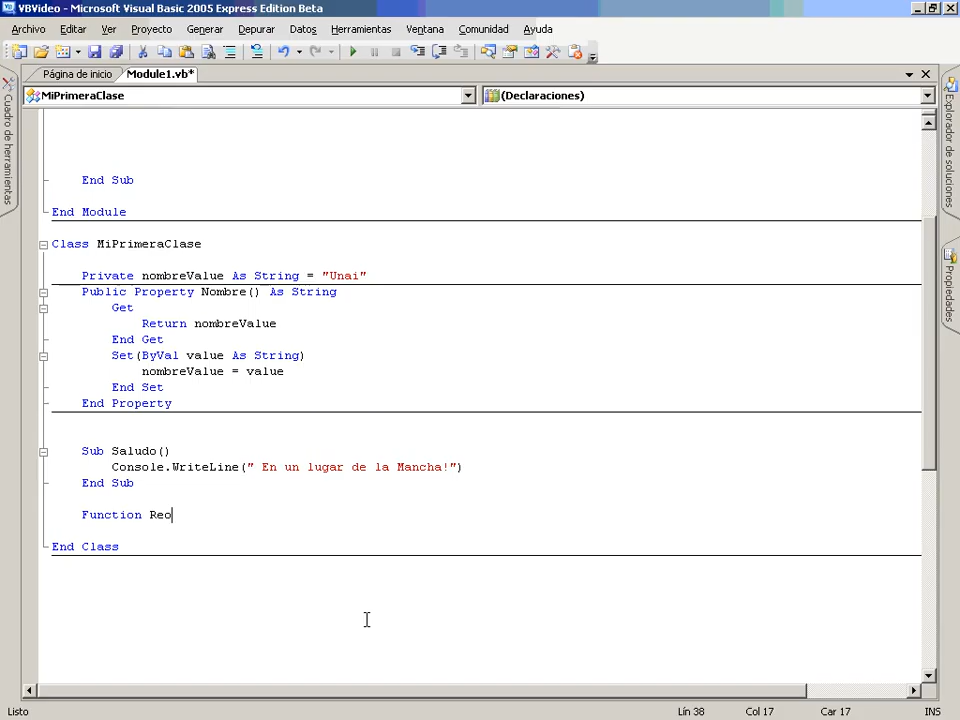 VBVideo - Microsoft Visual Basic 2005 Express Edition Beta
Archivo Editar Ver Proyecto Generar Depurar Datos Herramientas Ventana Comunidad Ayuda
Página de inicio Module1.vb*
MiPrimeraClase (Declaraciones)
Cuadro de herramientas
Explorador de soluciones
Propiedades
End Sub
End Module
Class MiPrimeraClase
Private nombreValue As String = "Unai"
Public Property Nombre() As String
Get
Return nombreValue
End Get
Set(ByVal value As String)
nombreValue = value
End Set
End Property
Sub Saludo()
Console.WriteLine(" En un lugar de la Mancha!")
End Sub
Function Reo
End Class
Listo Lín 38 Col 17 Car 17 INS